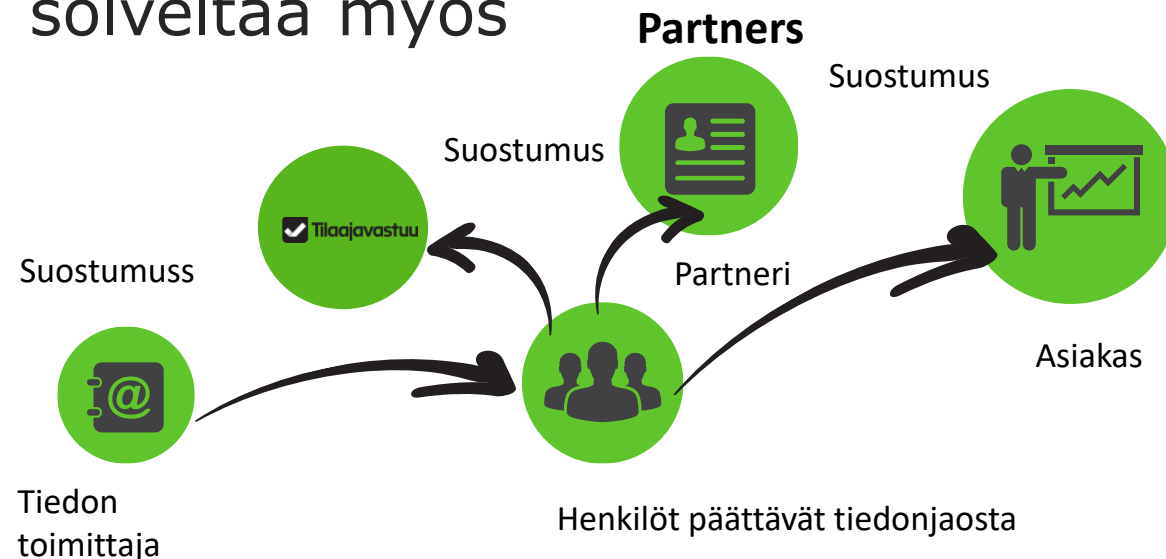 soveltaa myös
Partners
Suostumus
Suostumus
Tilaajavastuu
Suostumuss
Partneri
@
Asiakas
Tiedon
toimittaja
Henkilöt päättävät tiedonjaosta